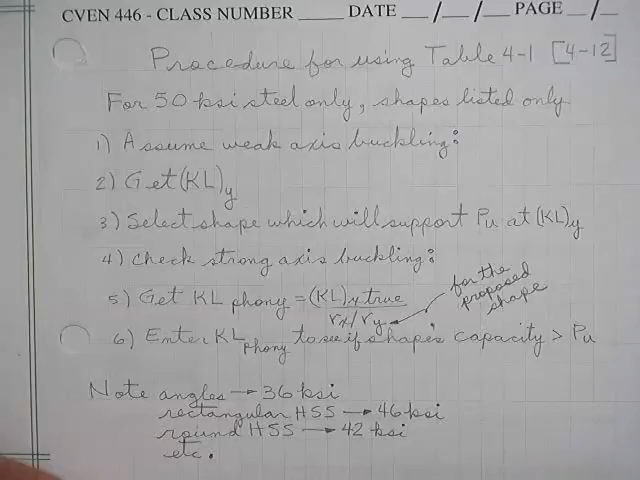 CVEN 446 - CLASS NUMBER _____ DATE ___/___/___ PAGE __/__
Procedure for using Table 4-1 [4-12]
For 50 ksi steel only, shapes listed only
1) Assume weak axis buckling:
2) Get (KL)y
3) Select shape which will support Pu at (KL)y
4) Check strong axis buckling:
5) Get KL phony = (KL)x true
rx/ry
for the
proposed
shape
6) Enter KL phony to see if shape's capacity > Pu
Note angles → 36 ksi
rectangular HSS → 46 ksi
round HSS → 42 ksi
etc.